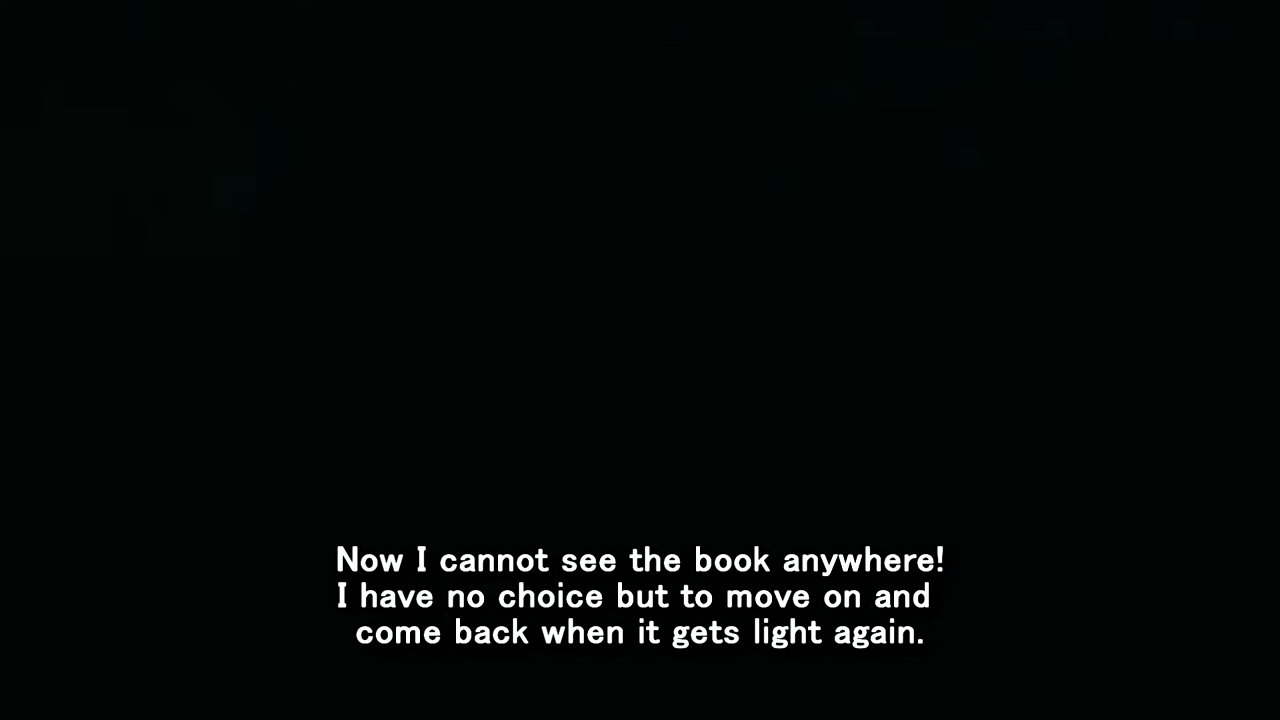 Now I cannot see the book anywhere!
I have no choice but to move on and
come back when it gets light again.